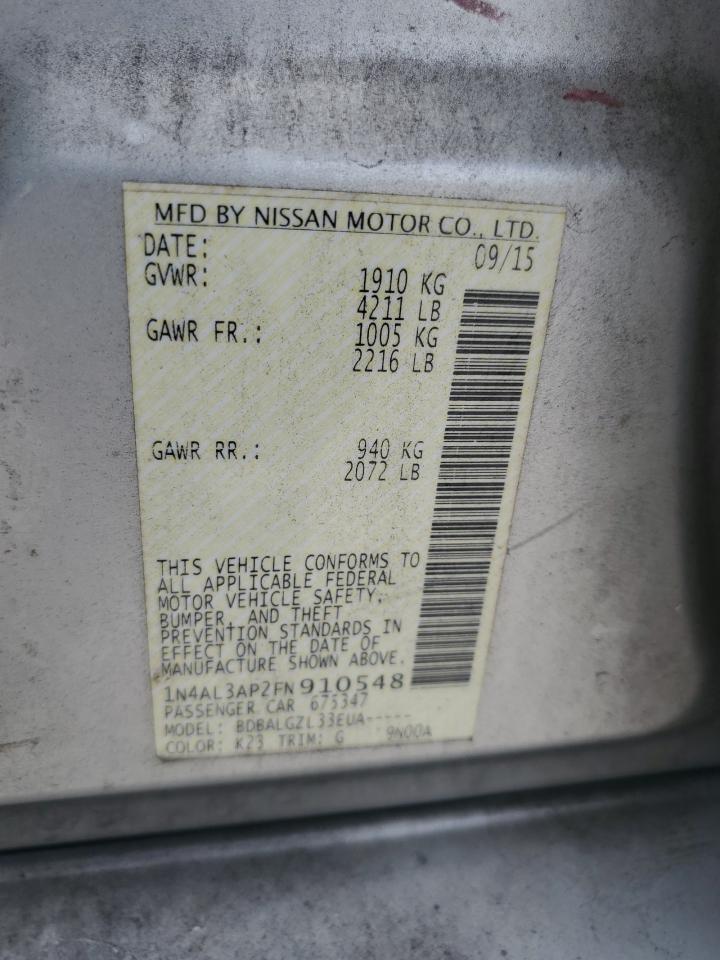 MFD BY NISSAN MOTOR CO., LTD.
DATE: 09/15
GVWR: 1910 KG
4211 LB
GAWR FR.: 1005 KG
2216 LB
GAWR RR.: 940 KG
2072 LB
THIS VEHICLE CONFORMS TO
ALL APPLICABLE FEDERAL
MOTOR VEHICLE SAFETY,
BUMPER, AND THEFT
PREVENTION STANDARDS IN
EFFECT ON THE DATE OF
MANUFACTURE SHOWN ABOVE.
1N4AL3AP2FN910548
PASSENGER CAR 675347
MODEL: BDBALGZL33EUA-----
COLOR: K23 TRIM: G 9N00A